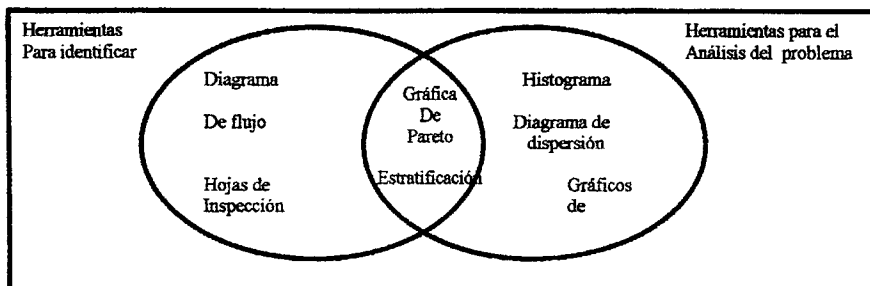 Herramientas
Para identificar
Herramientas para el
Análisis del problema
Diagrama
De flujo
Hojas de
Inspección
Gráfica
De
Pareto
Estratificación
Histograma
Diagrama de
dispersión
Gráficos
de